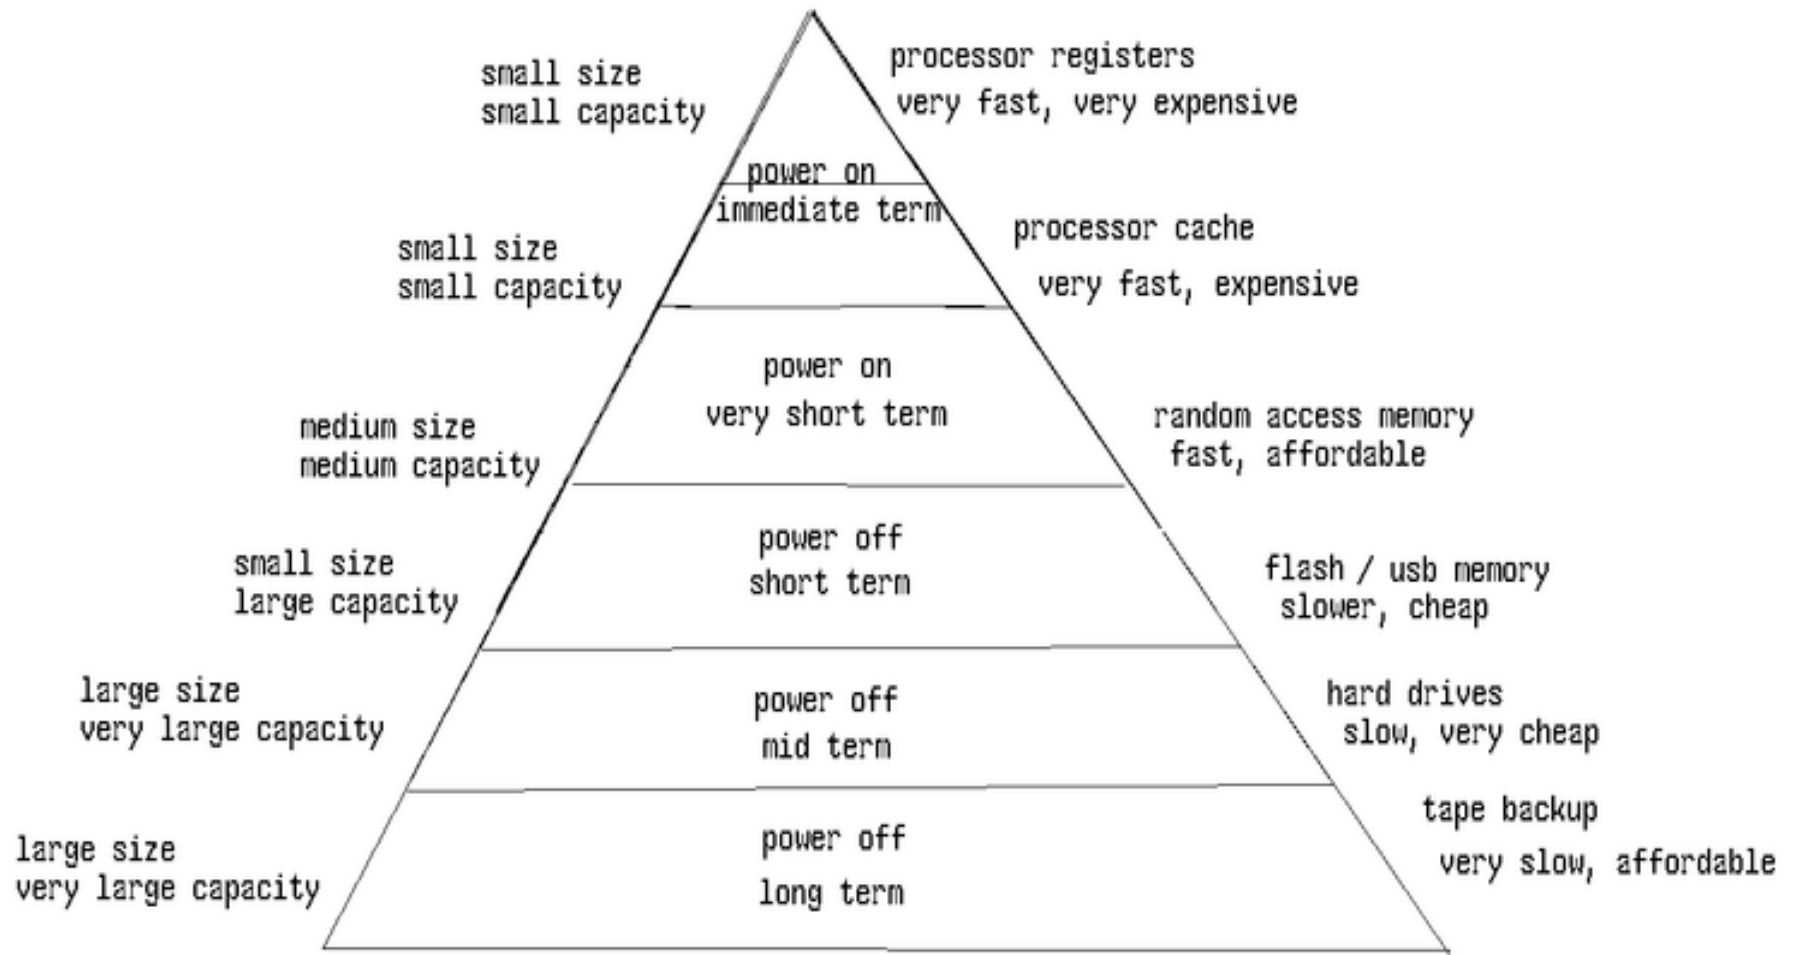 small size
small capacity
processor registers
very fast, very expensive
power on
immediate term
small size
small capacity
processor cache
very fast, expensive
power on
very short term
medium size
medium capacity
random access memory
fast, affordable
power off
short term
small size
large capacity
flash / usb memory
slower, cheap
power off
mid term
large size
very large capacity
hard drives
slow, very cheap
power off
long term
large size
very large capacity
tape backup
very slow, affordable